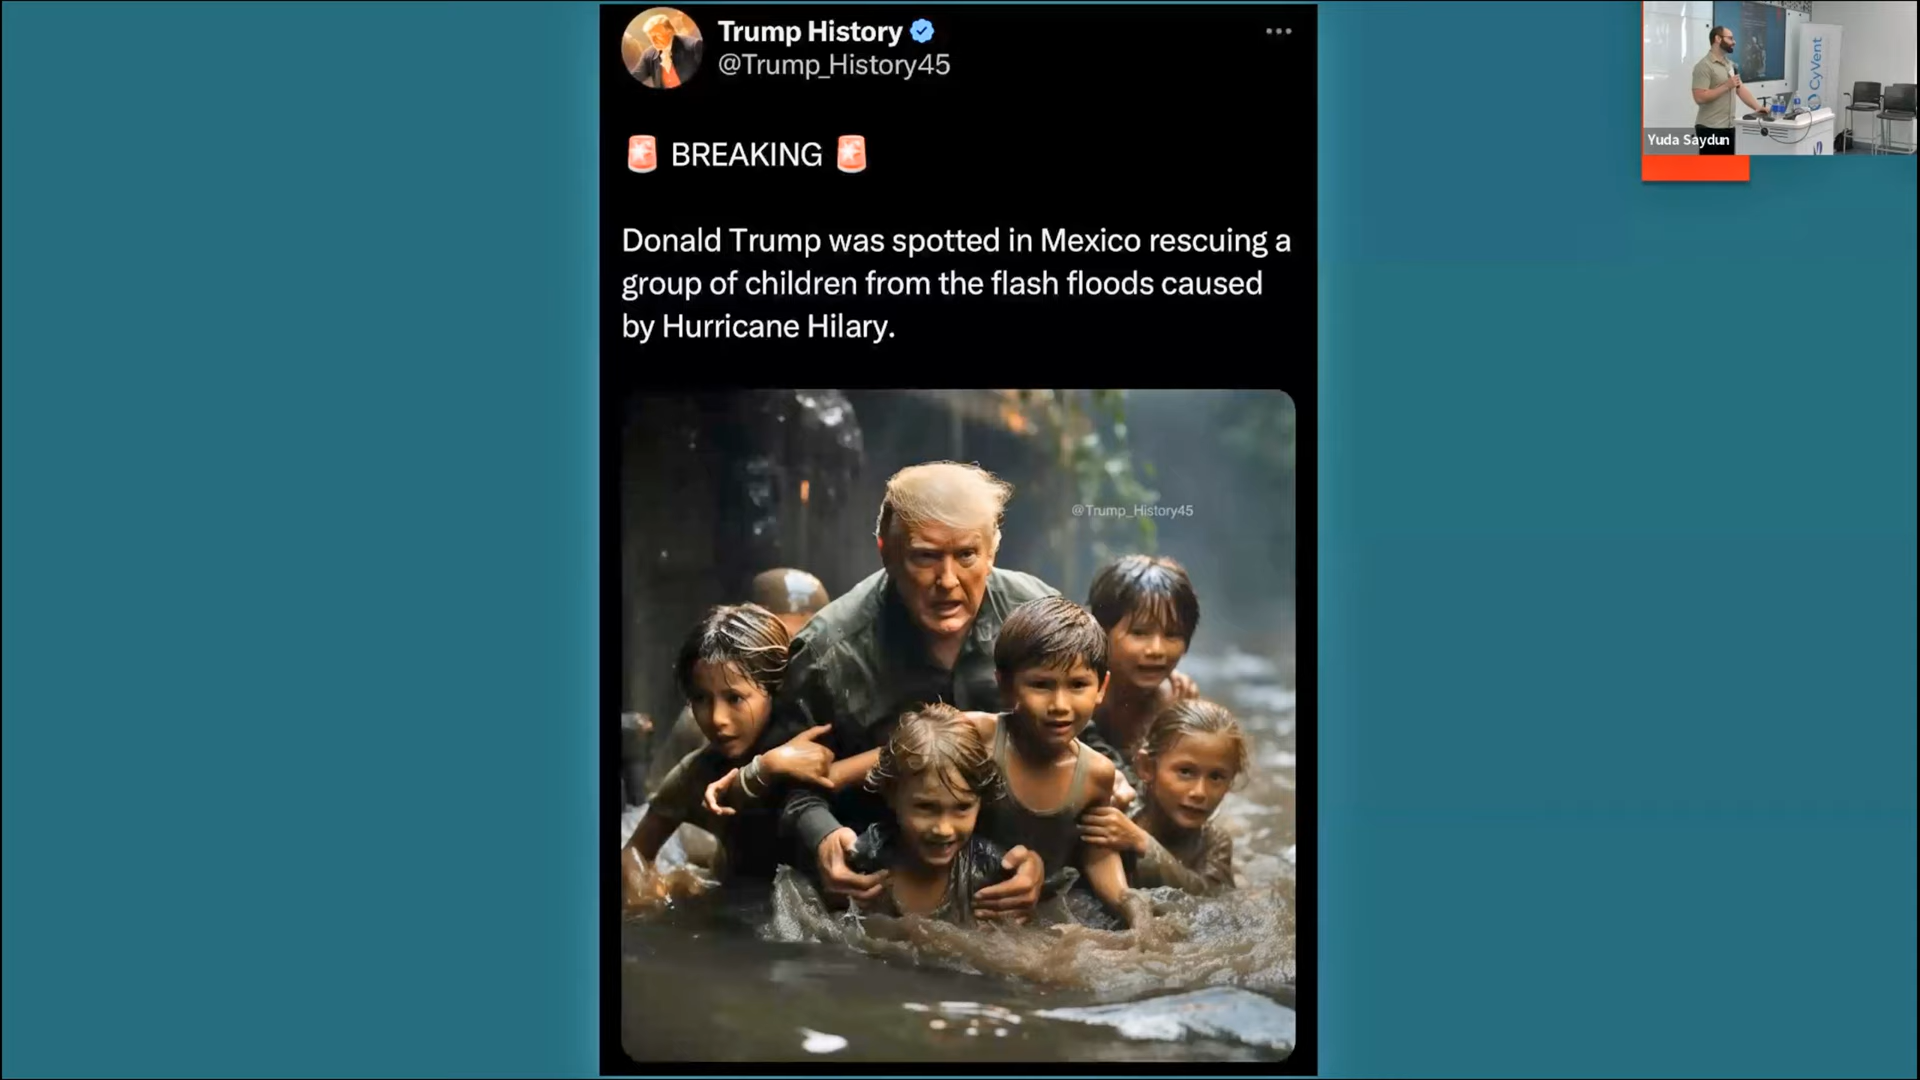 Trump History
@Trump_History45
🚨 BREAKING 🚨
Donald Trump was spotted in Mexico rescuing a
group of children from the flash floods caused
by Hurricane Hilary.
@Trump_History45
CyVent
Yuda Saydun